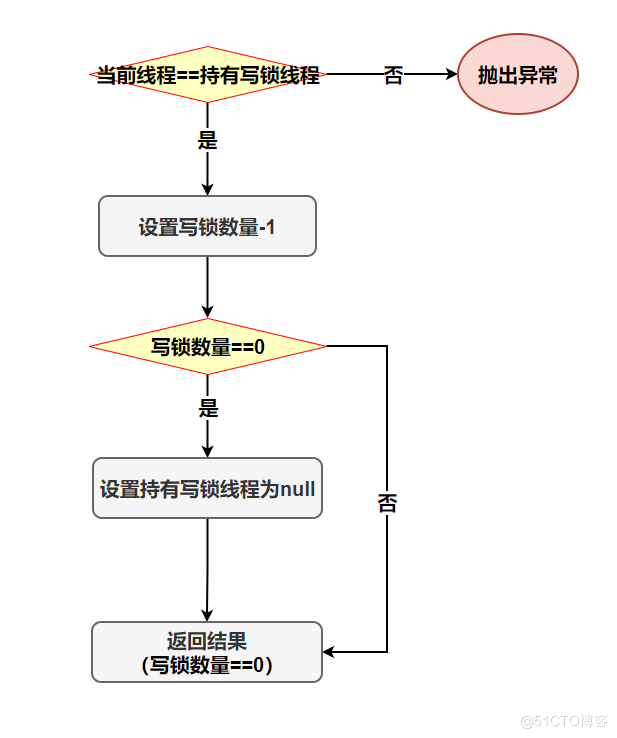 当前线程==持有写锁线程
否
抛出异常
是
设置写锁数量-1
写锁数量==0
是
设置持有写锁线程为null
否
返回结果
（写锁数量==0）
@51CTO博客